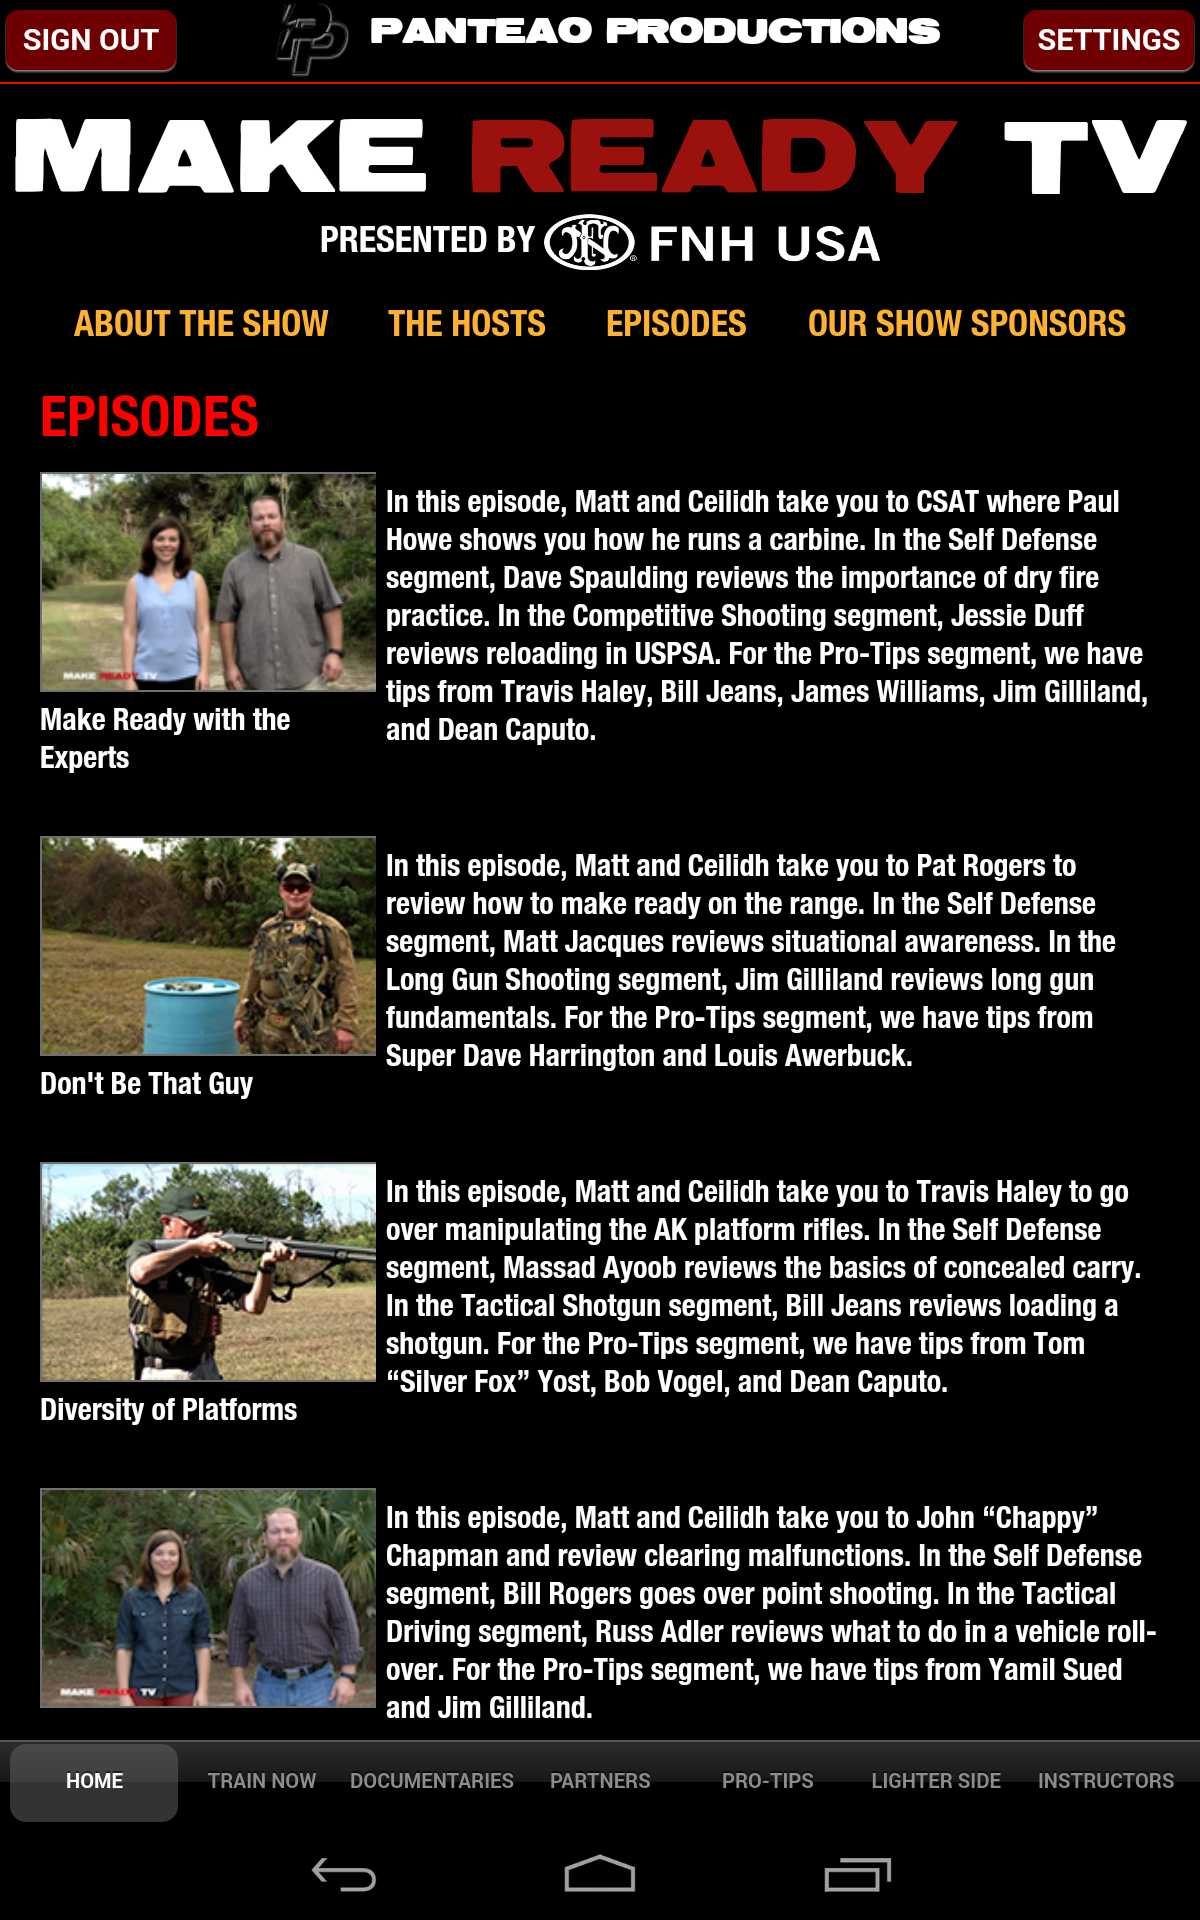 SIGN OUT
PANTEAO PRODUCTIONS
SETTINGS
MAKE READY TV
PRESENTED BY FNH USA
ABOUT THE SHOW
THE HOSTS
EPISODES
OUR SHOW SPONSORS
EPISODES
MAKE READY TV
Make Ready with the
Experts
In this episode, Matt and Ceilidh take you to CSAT where Paul
Howe shows you how he runs a carbine. In the Self Defense
segment, Dave Spaulding reviews the importance of dry fire
practice. In the Competitive Shooting segment, Jessie Duff
reviews reloading in USPSA. For the Pro-Tips segment, we have
tips from Travis Haley, Bill Jeans, James Williams, Jim Gilliland,
and Dean Caputo.
Don't Be That Guy
In this episode, Matt and Ceilidh take you to Pat Rogers to
review how to make ready on the range. In the Self Defense
segment, Matt Jacques reviews situational awareness. In the
Long Gun Shooting segment, Jim Gilliland reviews long gun
fundamentals. For the Pro-Tips segment, we have tips from
Super Dave Harrington and Louis Awerbuck.
Diversity of Platforms
In this episode, Matt and Ceilidh take you to Travis Haley to go
over manipulating the AK platform rifles. In the Self Defense
segment, Massad Ayoob reviews the basics of concealed carry.
In the Tactical Shotgun segment, Bill Jeans reviews loading a
shotgun. For the Pro-Tips segment, we have tips from Tom
“Silver Fox” Yost, Bob Vogel, and Dean Caputo.
MAKE READY TV
In this episode, Matt and Ceilidh take you to John “Chappy”
Chapman and review clearing malfunctions. In the Self Defense
segment, Bill Rogers goes over point shooting. In the Tactical
Driving segment, Russ Adler reviews what to do in a vehicle roll-
over. For the Pro-Tips segment, we have tips from Yamil Sued
and Jim Gilliland.
HOME
TRAIN NOW
DOCUMENTARIES
PARTNERS
PRO-TIPS
LIGHTER SIDE
INSTRUCTORS